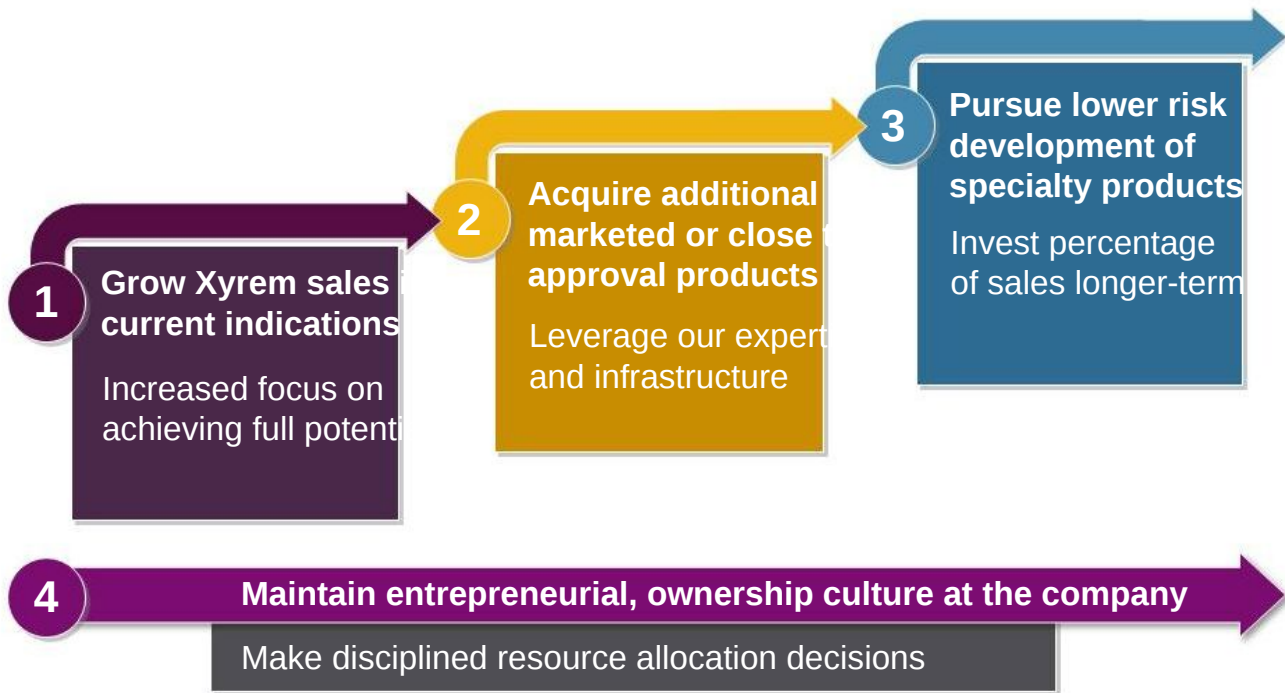 1
Grow Xyrem sales i
current indications
Increased focus on
achieving full potenti
2
Acquire additional
marketed or close t
approval products
Leverage our expert
and infrastructure
3
Pursue lower risk
development of
specialty products
Invest percentage
of sales longer-term
4
Maintain entrepreneurial, ownership culture at the company
Make disciplined resource allocation decisions